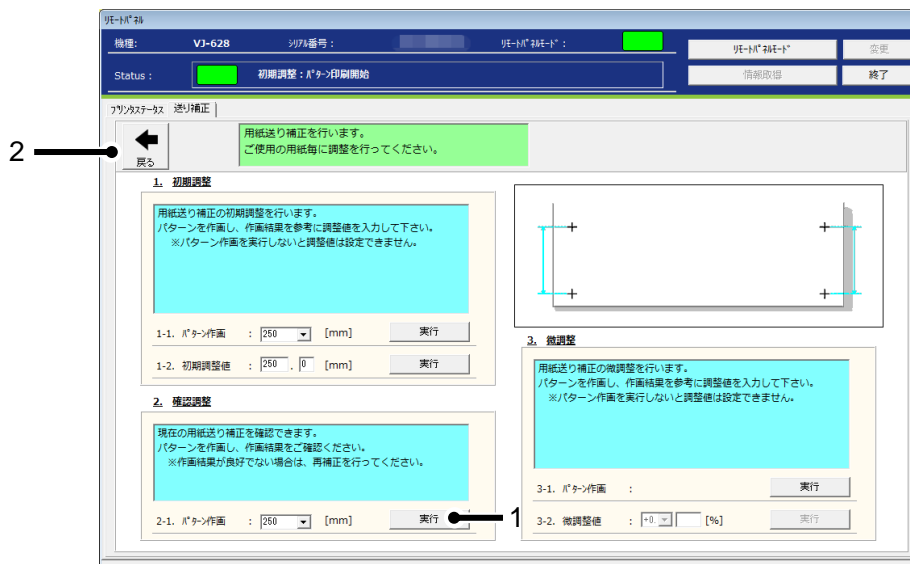 ﾘﾓｰﾄﾊﾟﾈﾙ
機種: VJ-628 ｼﾘｱﾙ番号： ﾘﾓｰﾄﾊﾟﾈﾙﾓｰﾄﾞ： ﾘﾓｰﾄﾊﾟﾈﾙﾓｰﾄﾞ 変更
Status： 初期調整：ﾊﾟﾀｰﾝ印刷開始 情報取得 終了
ﾌﾟﾘﾝﾀｽﾃｰﾀｽ 送り補正
2 戻る
用紙送り補正を行います。
ご使用の用紙毎に調整を行ってください。
1. 初期調整
用紙送り補正の初期調整を行います。
パターンを作画し、作画結果を参考に調整値を入力して下さい。
※パターン作画を実行しないと調整値は設定できません。
1-1. ﾊﾟﾀｰﾝ作画 : 250 [mm] 実行
1-2. 初期調整値 : 250 . 0 [mm] 実行
2. 確認調整
現在の用紙送り補正を確認できます。
パターンを作画し、作画結果をご確認ください。
※作画結果が良好でない場合は、再補正を行ってください。
2-1. ﾊﾟﾀｰﾝ作画 : 250 [mm] 実行 1
3. 微調整
用紙送り補正の微調整を行います。
パターンを作画し、作画結果を参考に調整値を入力して下さい。
※パターン作画を実行しないと調整値は設定できません。
3-1. ﾊﾟﾀｰﾝ作画 : 実行
3-2. 微調整値 : +0. [%] 実行